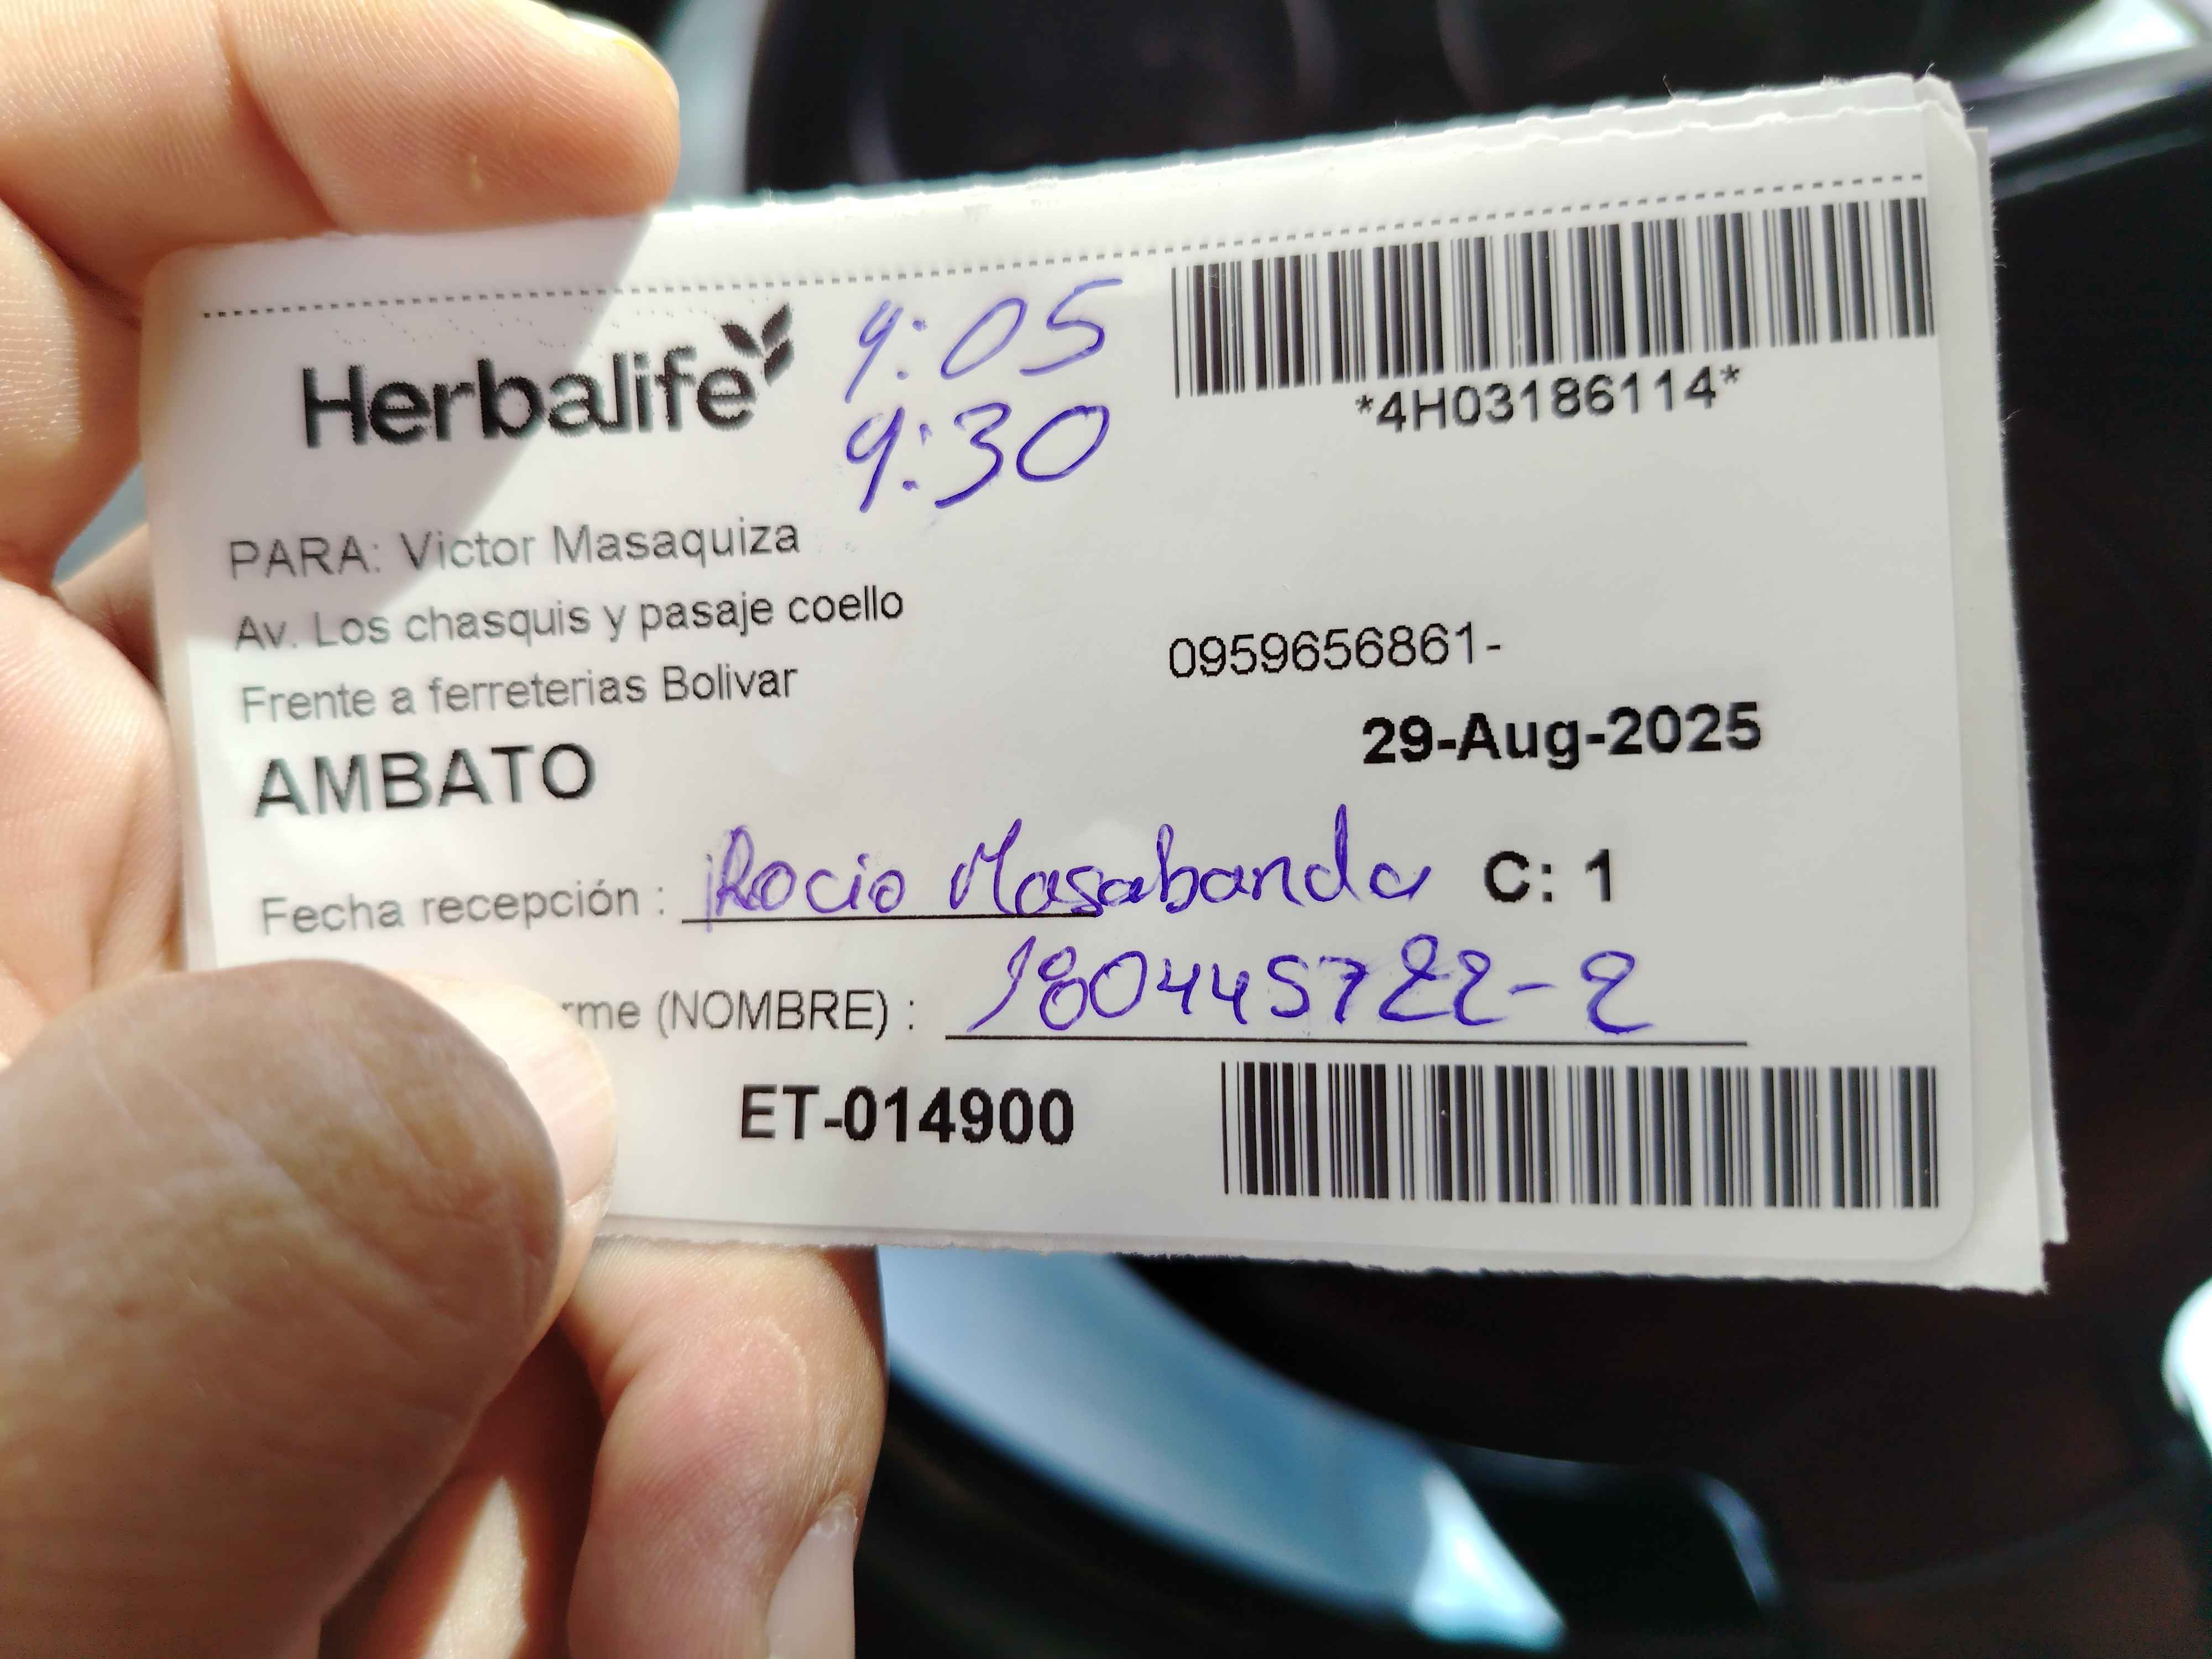 Herbalife
9:05
9:30
*4H03186114*
PARA: Victor Masaquiza
Av. Los chasquis y pasaje coello
Frente a ferreterias Bolivar
0959656861-
AMBATO
29-Aug-2025
Fecha recepción : Rocio Masabanda C: 1
rme (NOMBRE) :180445722-2
ET-014900